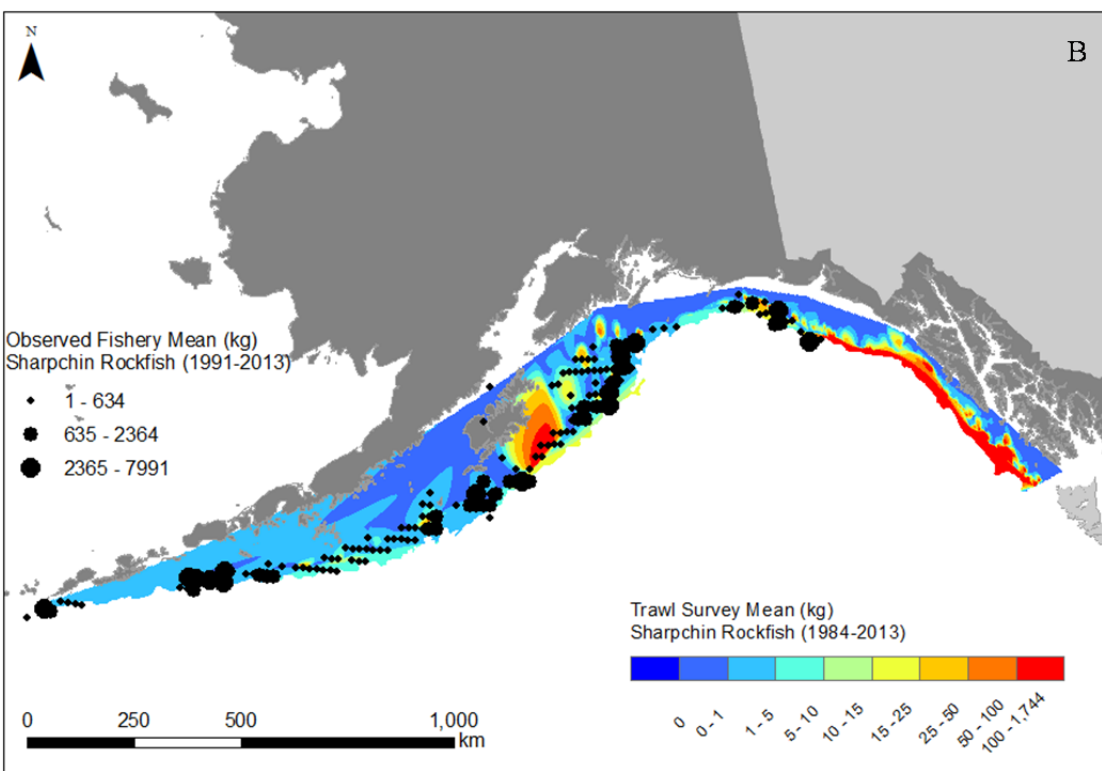 N
B
Observed Fishery Mean (kg)
Sharpchin Rockfish (1991-2013)
1 - 634
635 - 2364
2365 - 7991
Trawl Survey Mean (kg)
Sharpchin Rockfish (1984-2013)
0
0 - 1
1 - 5
5 - 10
10 - 15
15 - 25
25 - 50
50 - 100
100 - 1,744
0 250 500 1,000
km